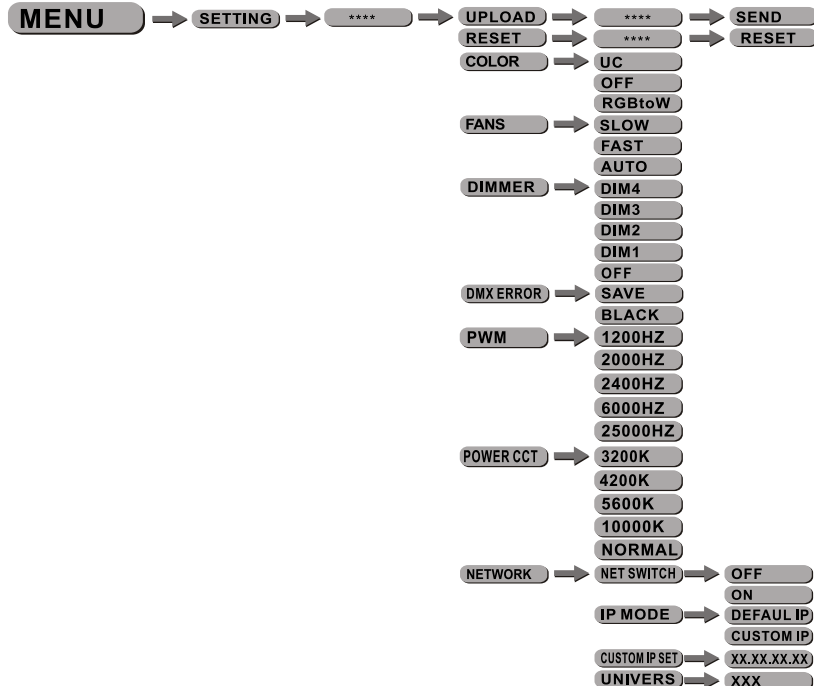 MENU SETTING **** UPLOAD **** SEND
RESET **** RESET
COLOR UC
OFF
RGBtoW
FANS SLOW
FAST
AUTO
DIMMER DIM4
DIM3
DIM2
DIM1
OFF
DMX ERROR SAVE
BLACK
PWM 1200HZ
2000HZ
2400HZ
6000HZ
25000HZ
POWER CCT 3200K
4200K
5600K
10000K
NORMAL
NETWORK NET SWITCH OFF
ON
IP MODE DEFAUL IP
CUSTOM IP
CUSTOM IP SET XX.XX.XX.XX
UNIVERS XXX